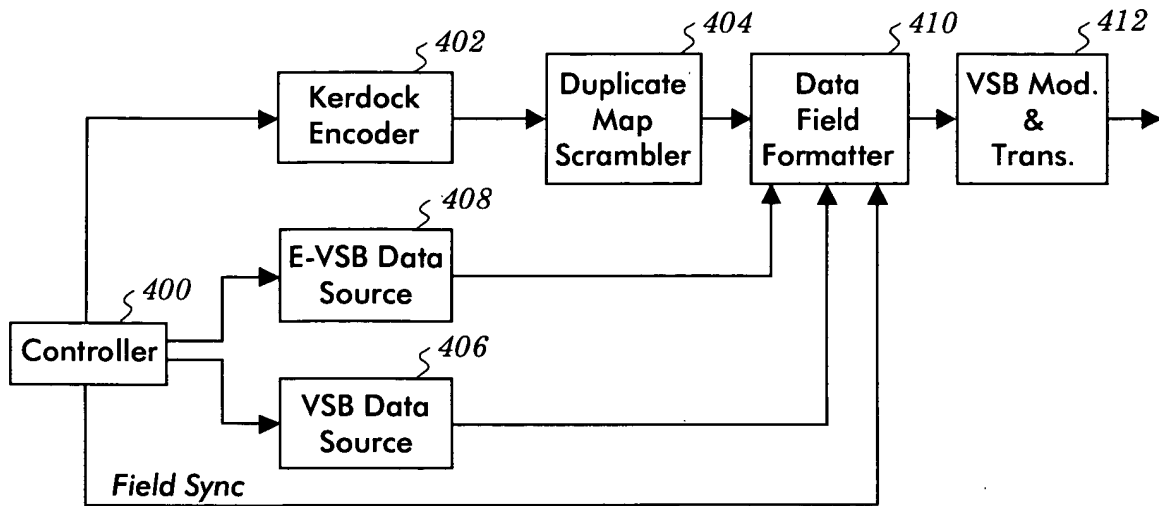 402
Kerdock
Encoder
404
Duplicate
Map
Scrambler
410
Data
Field
Formatter
412
VSB Mod.
&
Trans.
408
E-VSB Data
Source
400
Controller
406
VSB Data
Source
Field Sync